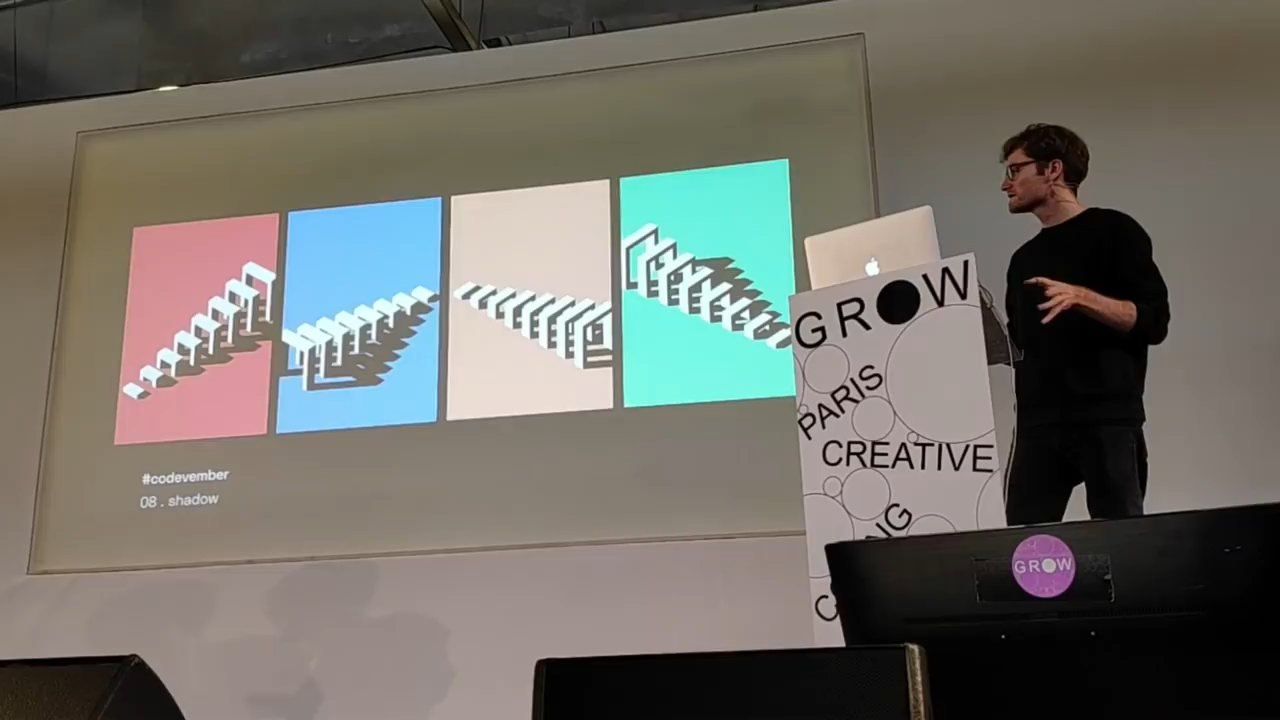 #codevember
08 . shadow
GROW
PARIS
CREATIVE
GROW